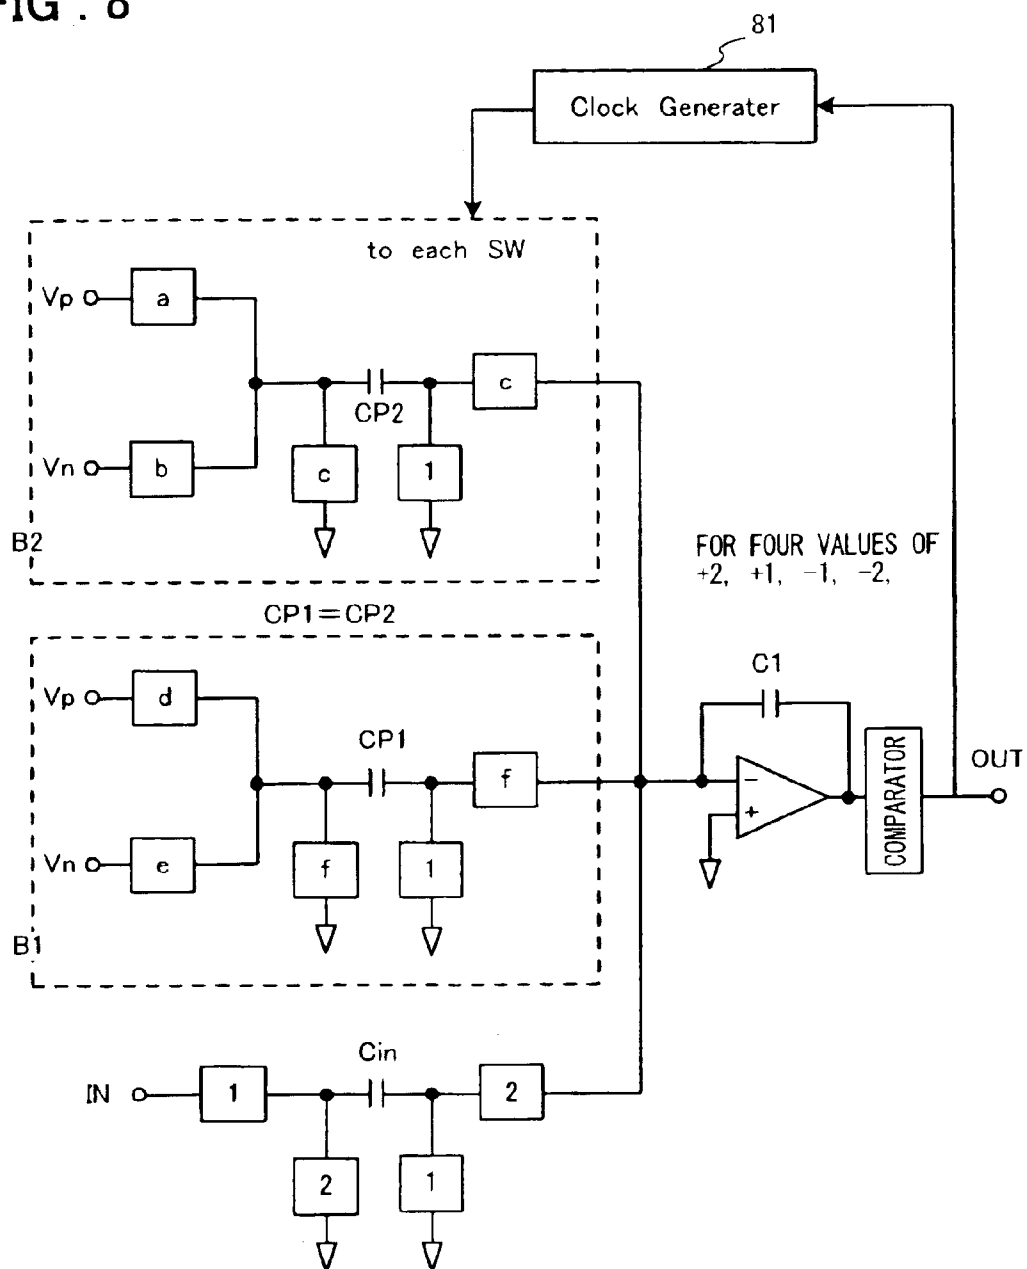 FIG . 8
81
Clock Generater
to each SW
Vp
a
c
CP2
Vn
b
c
1
B2
FOR FOUR VALUES OF
+2, +1, -1, -2,
CP1=CP2
Vp
d
C1
CP1
f
COMPARATOR
OUT
−
+
Vn
e
f
1
B1
Cin
IN
1
2
2
1